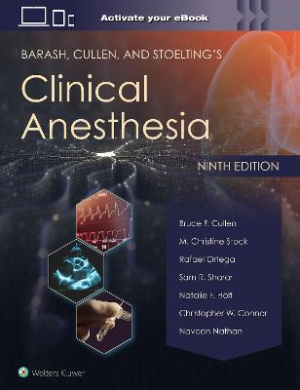 Activate your eBook
BARASH, CULLEN, AND STOELTING'S
Clinical
Anesthesia
NINTH EDITION
Bruce F. Cullen
M. Christine Stock
Rafael Ortega
Sam R. Sharar
Natalie F. Holt
Christopher W. Connor
Naveen Nathan
Wolters Kluwer